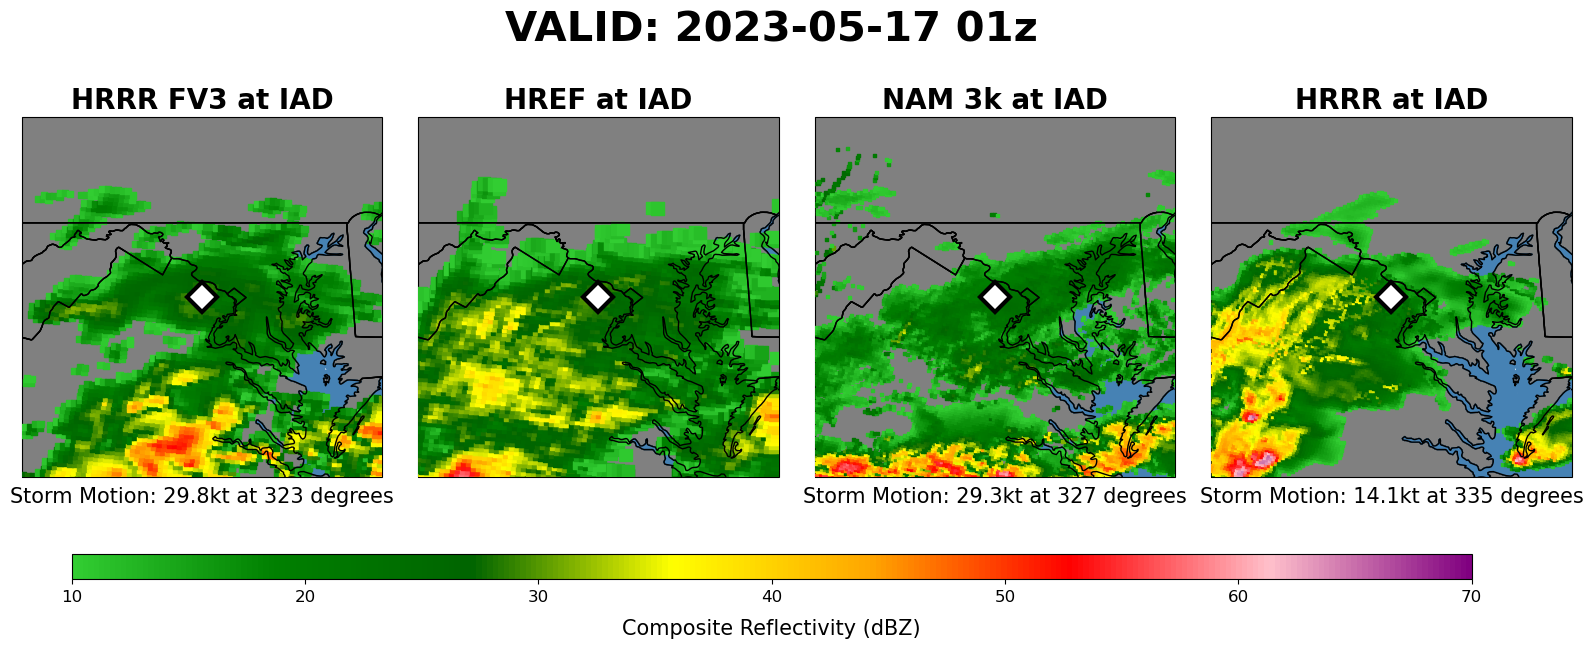 VALID: 2023-05-17 01z
HRRR FV3 at IAD
HREF at IAD
NAM 3k at IAD
HRRR at IAD
Storm Motion: 29.8kt at 323 degrees
Storm Motion: 29.3kt at 327 degrees
Storm Motion: 14.1kt at 335 degrees
10 20 30 40 50 60 70
Composite Reflectivity (dBZ)